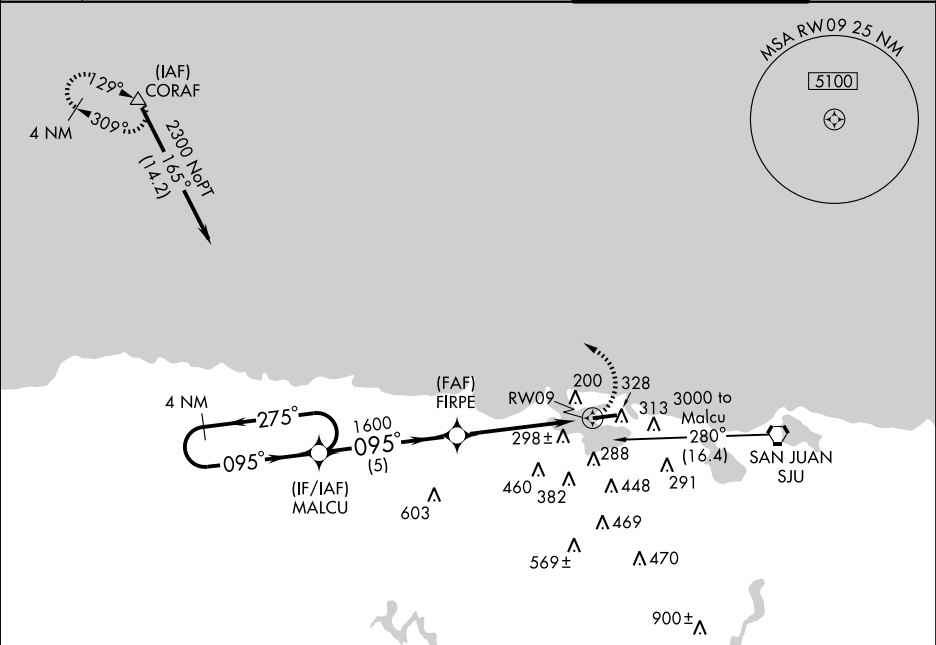 MSA RW09 25 NM
5100
(IAF)
CORAF
129°
309°
4 NM
2300 NoPT
165°
(14.2)
4 NM
275°
095°
(IF/IAF)
MALCU
1600
095°
(5)
(FAF)
FIRPE
RW09
200
328
313
3000 to
Malcu
280°
(16.4)
SAN JUAN
SJU
298±
288
291
460
382
448
603
469
569±
470
900±